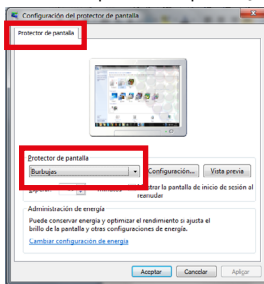 Configuración del protector de pantalla
Protector de pantalla
Protector de pantalla
Burbujas
Configuración...
Vista previa
trar la pantalla de inicio de sesión al
reanudar
Administración de energía
Puede conservar energía y optimizar el rendimiento si ajusta el
brillo de la pantalla y otras configuraciones de energía.
Cambiar configuración de energía
Aceptar
Cancelar
Aplicar